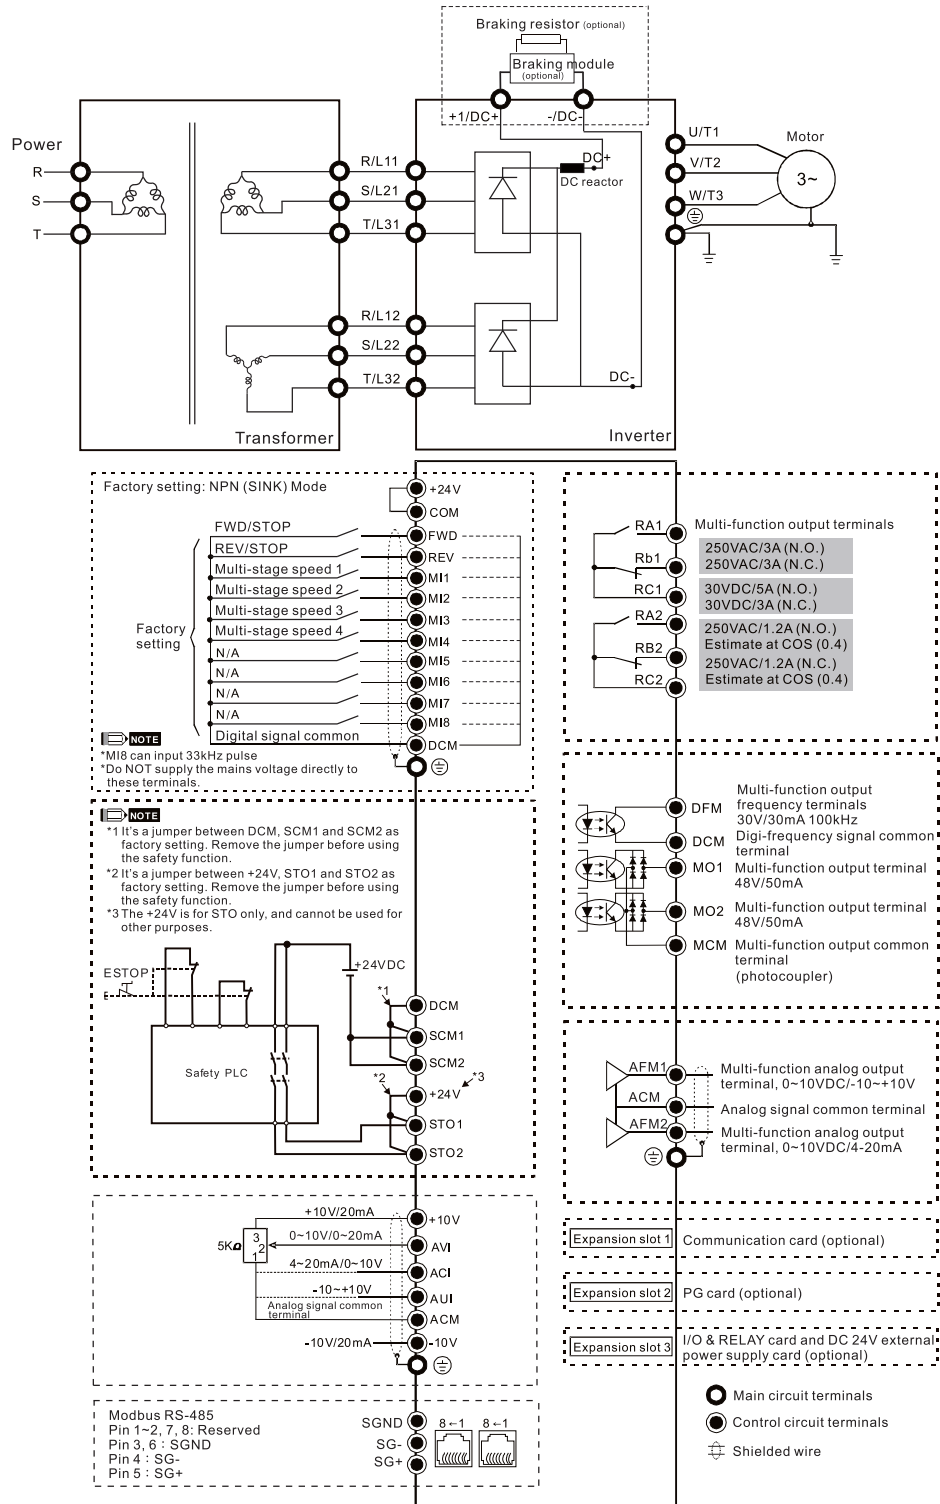 Braking resistor (optional)
Braking module
(optional)
+1/DC+
-/DC-
Power
R
S
T
R/L11
S/L21
T/L31
R/L12
S/L22
T/L32
DC+
DC reactor
DC-
U/T1
V/T2
W/T3
Motor
3~
Transformer
Inverter
Factory setting: NPN (SINK) Mode
+24V
COM
FWD/STOP
FWD
REV/STOP
REV
Multi-stage speed 1
MI1
Multi-stage speed 2
MI2
Multi-stage speed 3
MI3
Multi-stage speed 4
MI4
N/A
MI5
N/A
MI6
N/A
MI7
N/A
MI8
Digital signal common
DCM
Factory
setting
NOTE
*MI8 can input 33kHz pulse
*Do NOT supply the mains voltage directly to
these terminals.
NOTE
*1 It's a jumper between DCM, SCM1 and SCM2 as
factory setting. Remove the jumper before using
the safety function.
*2 It's a jumper between +24V, STO1 and STO2 as
factory setting. Remove the jumper before using
the safety function.
*3 The +24V is for STO only, and cannot be used for
other purposes.
ESTOP
+24VDC
Safety PLC
*1
DCM
SCM1
SCM2
*2
+24V
*3
STO1
STO2
+10V/20mA
+10V
5KΩ
3
2
1
0~10V/0~20mA
AVI
4~20mA/0~10V
ACI
-10~+10V
AUI
Analog signal common
terminal
ACM
-10V/20mA
-10V
Modbus RS-485
Pin 1~2, 7, 8: Reserved
Pin 3, 6 : SGND
Pin 4 : SG-
Pin 5 : SG+
SGND
SG-
SG+
8←1
8←1
RA1
Rb1
RC1
RA2
RB2
RC2
Multi-function output terminals
250VAC/3A (N.O.)
250VAC/3A (N.C.)
30VDC/5A (N.O.)
30VDC/3A (N.C.)
250VAC/1.2A (N.O.)
Estimate at COS (0.4)
250VAC/1.2A (N.C.)
Estimate at COS (0.4)
DFM
Multi-function output
frequency terminals
30V/30mA 100kHz
DCM
Digi-frequency signal common
terminal
MO1
Multi-function output terminal
48V/50mA
MO2
Multi-function output terminal
48V/50mA
MCM
Multi-function output common
terminal
(photocoupler)
AFM1
Multi-function analog output
terminal, 0~10VDC/-10~+10V
ACM
Analog signal common terminal
AFM2
Multi-function analog output
terminal, 0~10VDC/4-20mA
Expansion slot 1
Communication card (optional)
Expansion slot 2
PG card (optional)
Expansion slot 3
I/O & RELAY card and DC 24V external
power supply card (optional)
Main circuit terminals
Control circuit terminals
Shielded wire